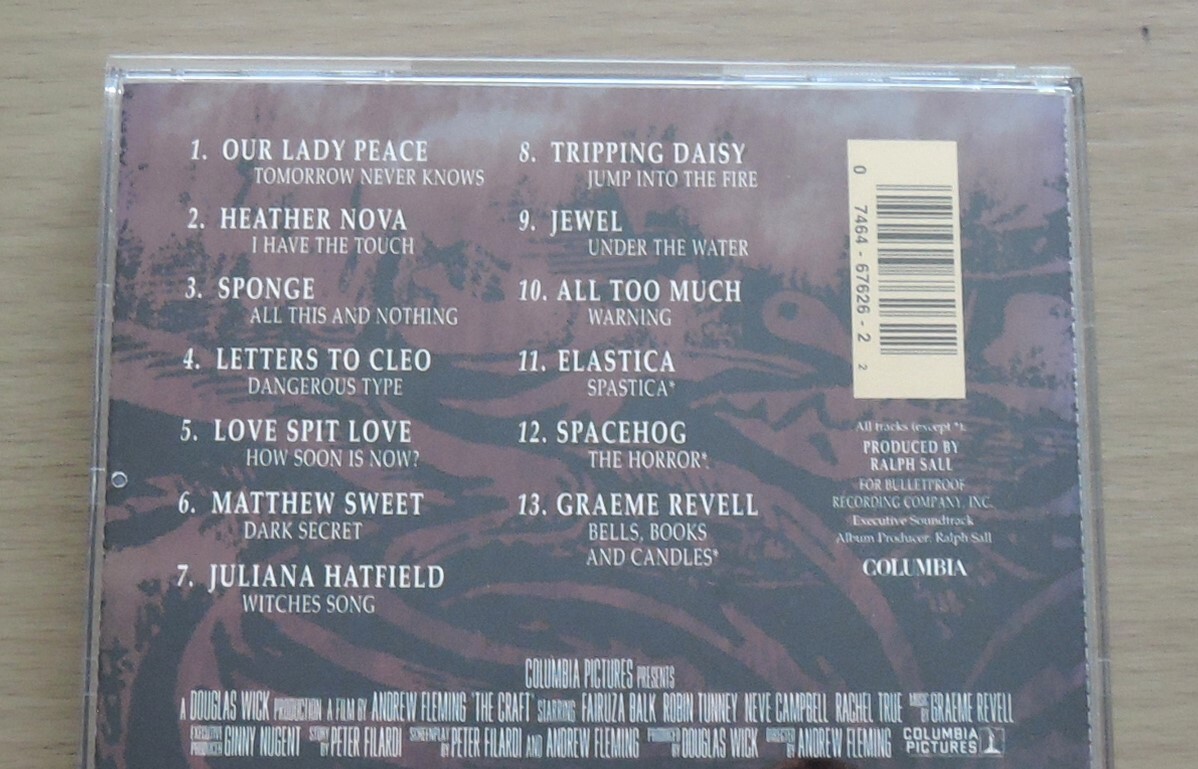 1. OUR LADY PEACE
TOMORROW NEVER KNOWS
2. HEATHER NOVA
I HAVE THE TOUCH
3. SPONGE
ALL THIS AND NOTHING
4. LETTERS TO CLEO
DANGEROUS TYPE
5. LOVE SPIT LOVE
HOW SOON IS NOW?
6. MATTHEW SWEET
DARK SECRET
7. JULIANA HATFIELD
WITCHES SONG
8. TRIPPING DAISY
JUMP INTO THE FIRE
9. JEWEL
UNDER THE WATER
10. ALL TOO MUCH
WARNING
11. ELASTICA
SPASTICA*
12. SPACEHOG
THE HORROR*
13. GRAEME REVELL
BELLS, BOOKS
AND CANDLES*
0 7464-67626-2 2
All tracks (except *):
PRODUCED BY
RALPH SALL
FOR BULLETPROOF
RECORDING COMPANY, INC.
Executive Soundtrack
Album Producer: Ralph Sall
COLUMBIA
COLUMBIA PICTURES PRESENTS
A DOUGLAS WICK PRODUCTION A FILM BY ANDREW FLEMING 'THE CRAFT' STARRING FAIRUZA BALK ROBIN TUNNEY NEVE CAMPBELL RACHEL TRUE MUSIC BY GRAEME REVELL
EXECUTIVE PRODUCER GINNY NUGENT STORY BY PETER FILARDI SCREENPLAY BY PETER FILARDI AND ANDREW FLEMING PRODUCED BY DOUGLAS WICK DIRECTED BY ANDREW FLEMING COLUMBIA PICTURES